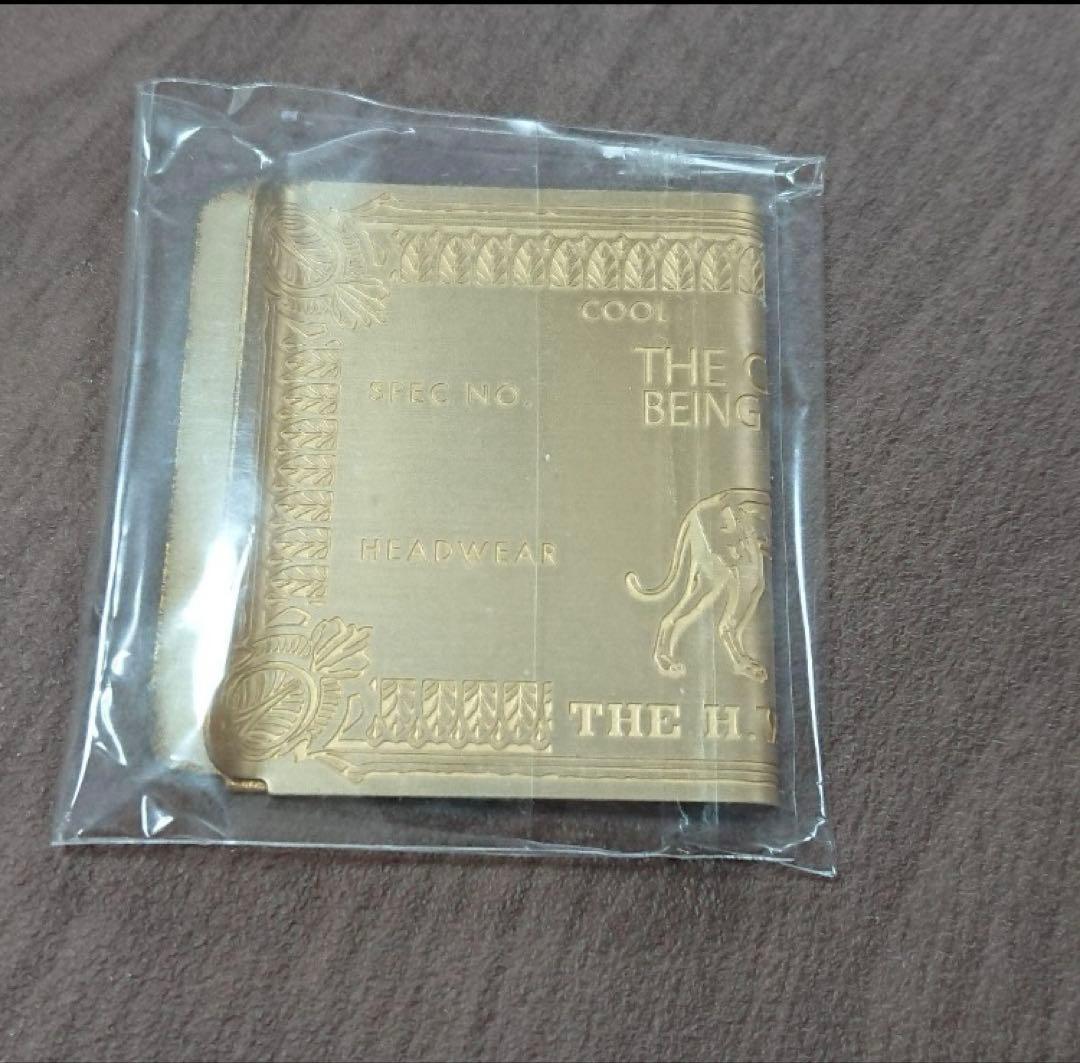 COOL
THE
BEING
SPEC NO.
HEADWEAR
THE H.